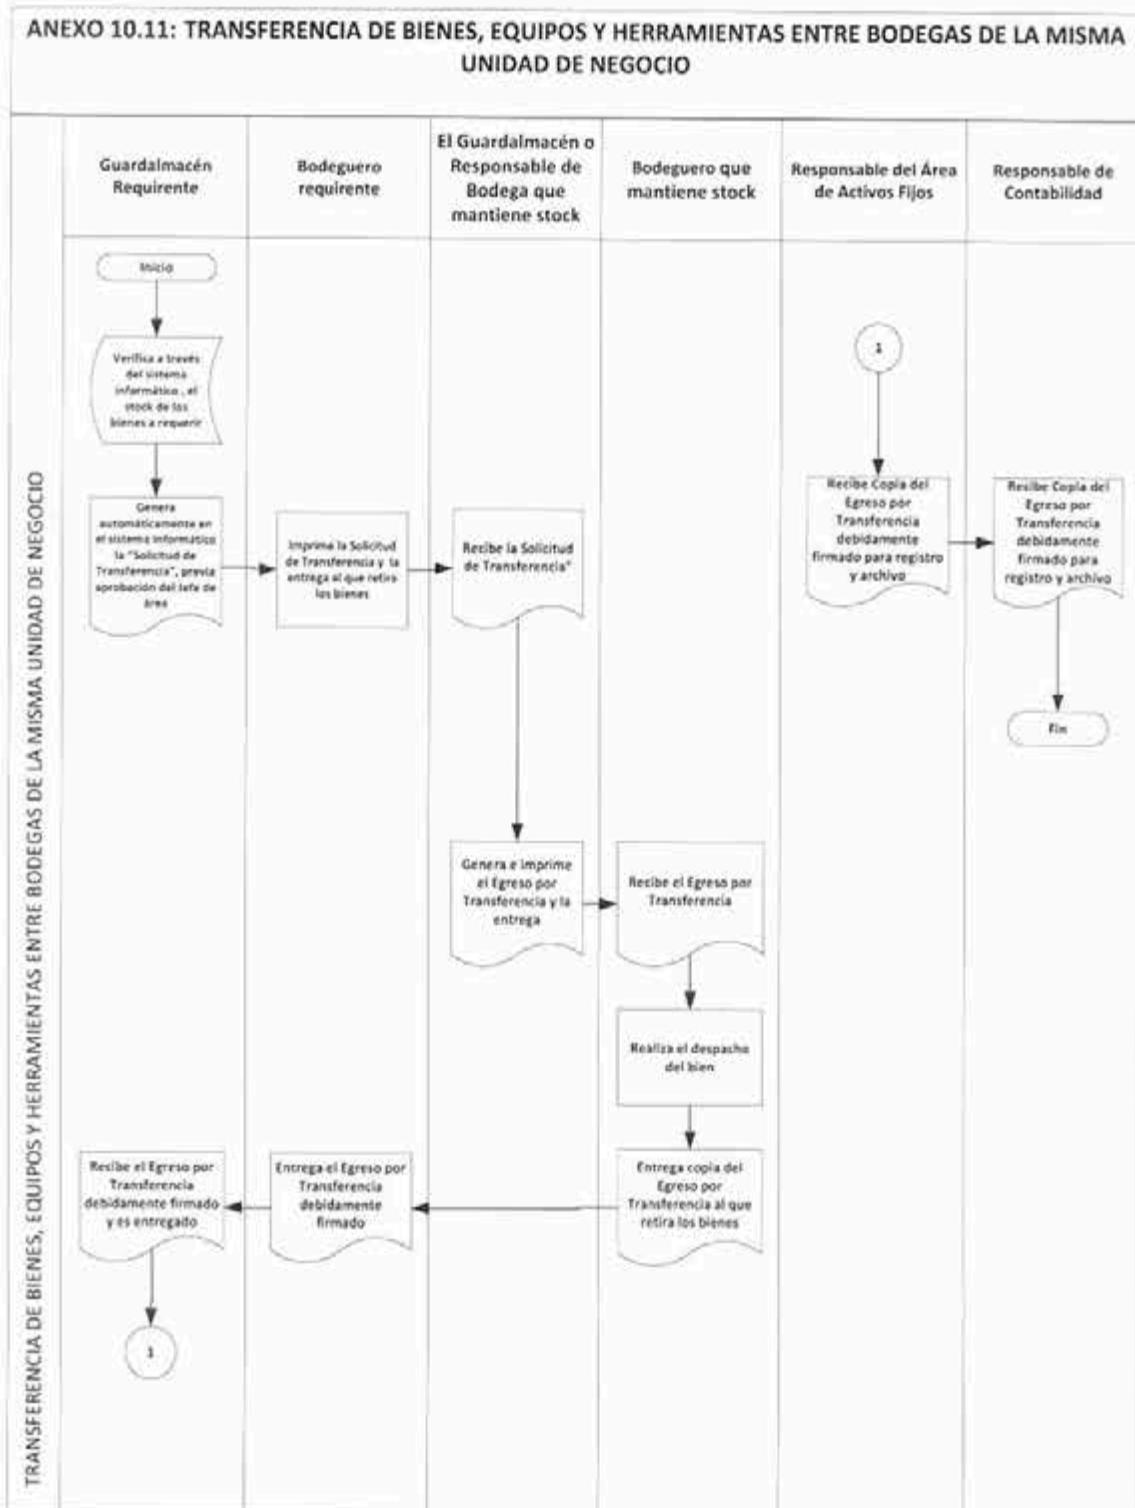 ANEXO 10.11: TRANSFERENCIA DE BIENES, EQUIPOS Y HERRAMIENTAS ENTRE BODEGAS DE LA MISMA
UNIDAD DE NEGOCIO
TRANSFERENCIA DE BIENES, EQUIPOS Y HERRAMIENTAS ENTRE BODEGAS DE LA MISMA UNIDAD DE NEGOCIO
Guardalmacén
Requirente
Bodeguero
requirente
El Guardalmacén o
Responsable de
Bodega que
mantiene stock
Bodeguero que
mantiene stock
Responsable del Área
de Activos Fijos
Responsable de
Contabilidad
Inicio
Verifica a través
del sistema
informático , el
stock de los
bienes a requerir
Genera
automáticamente en
el sistema informático
la "Solicitud de
Transferencia", previa
aprobación del Jefe de
área
Imprime la Solicitud
de Transferencia y la
entrega al que retira
los bienes
Recibe la Solicitud
de Transferencia"
Genera e imprime
el Egreso por
Transferencia y la
entrega
Recibe el Egreso por
Transferencia
Realiza el despacho
del bien
Entrega copia del
Egreso por
Transferencia al que
retira los bienes
Entrega el Egreso por
Transferencia
debidamente
firmado
Recibe el Egreso por
Transferencia
debidamente firmado
y es entregado
1
1
Recibe Copia del
Egreso por
Transferencia
debidamente
firmado para registro
y archivo
Recibe Copia del
Egreso por
Transferencia
debidamente
firmado para
registro y archivo
Fin